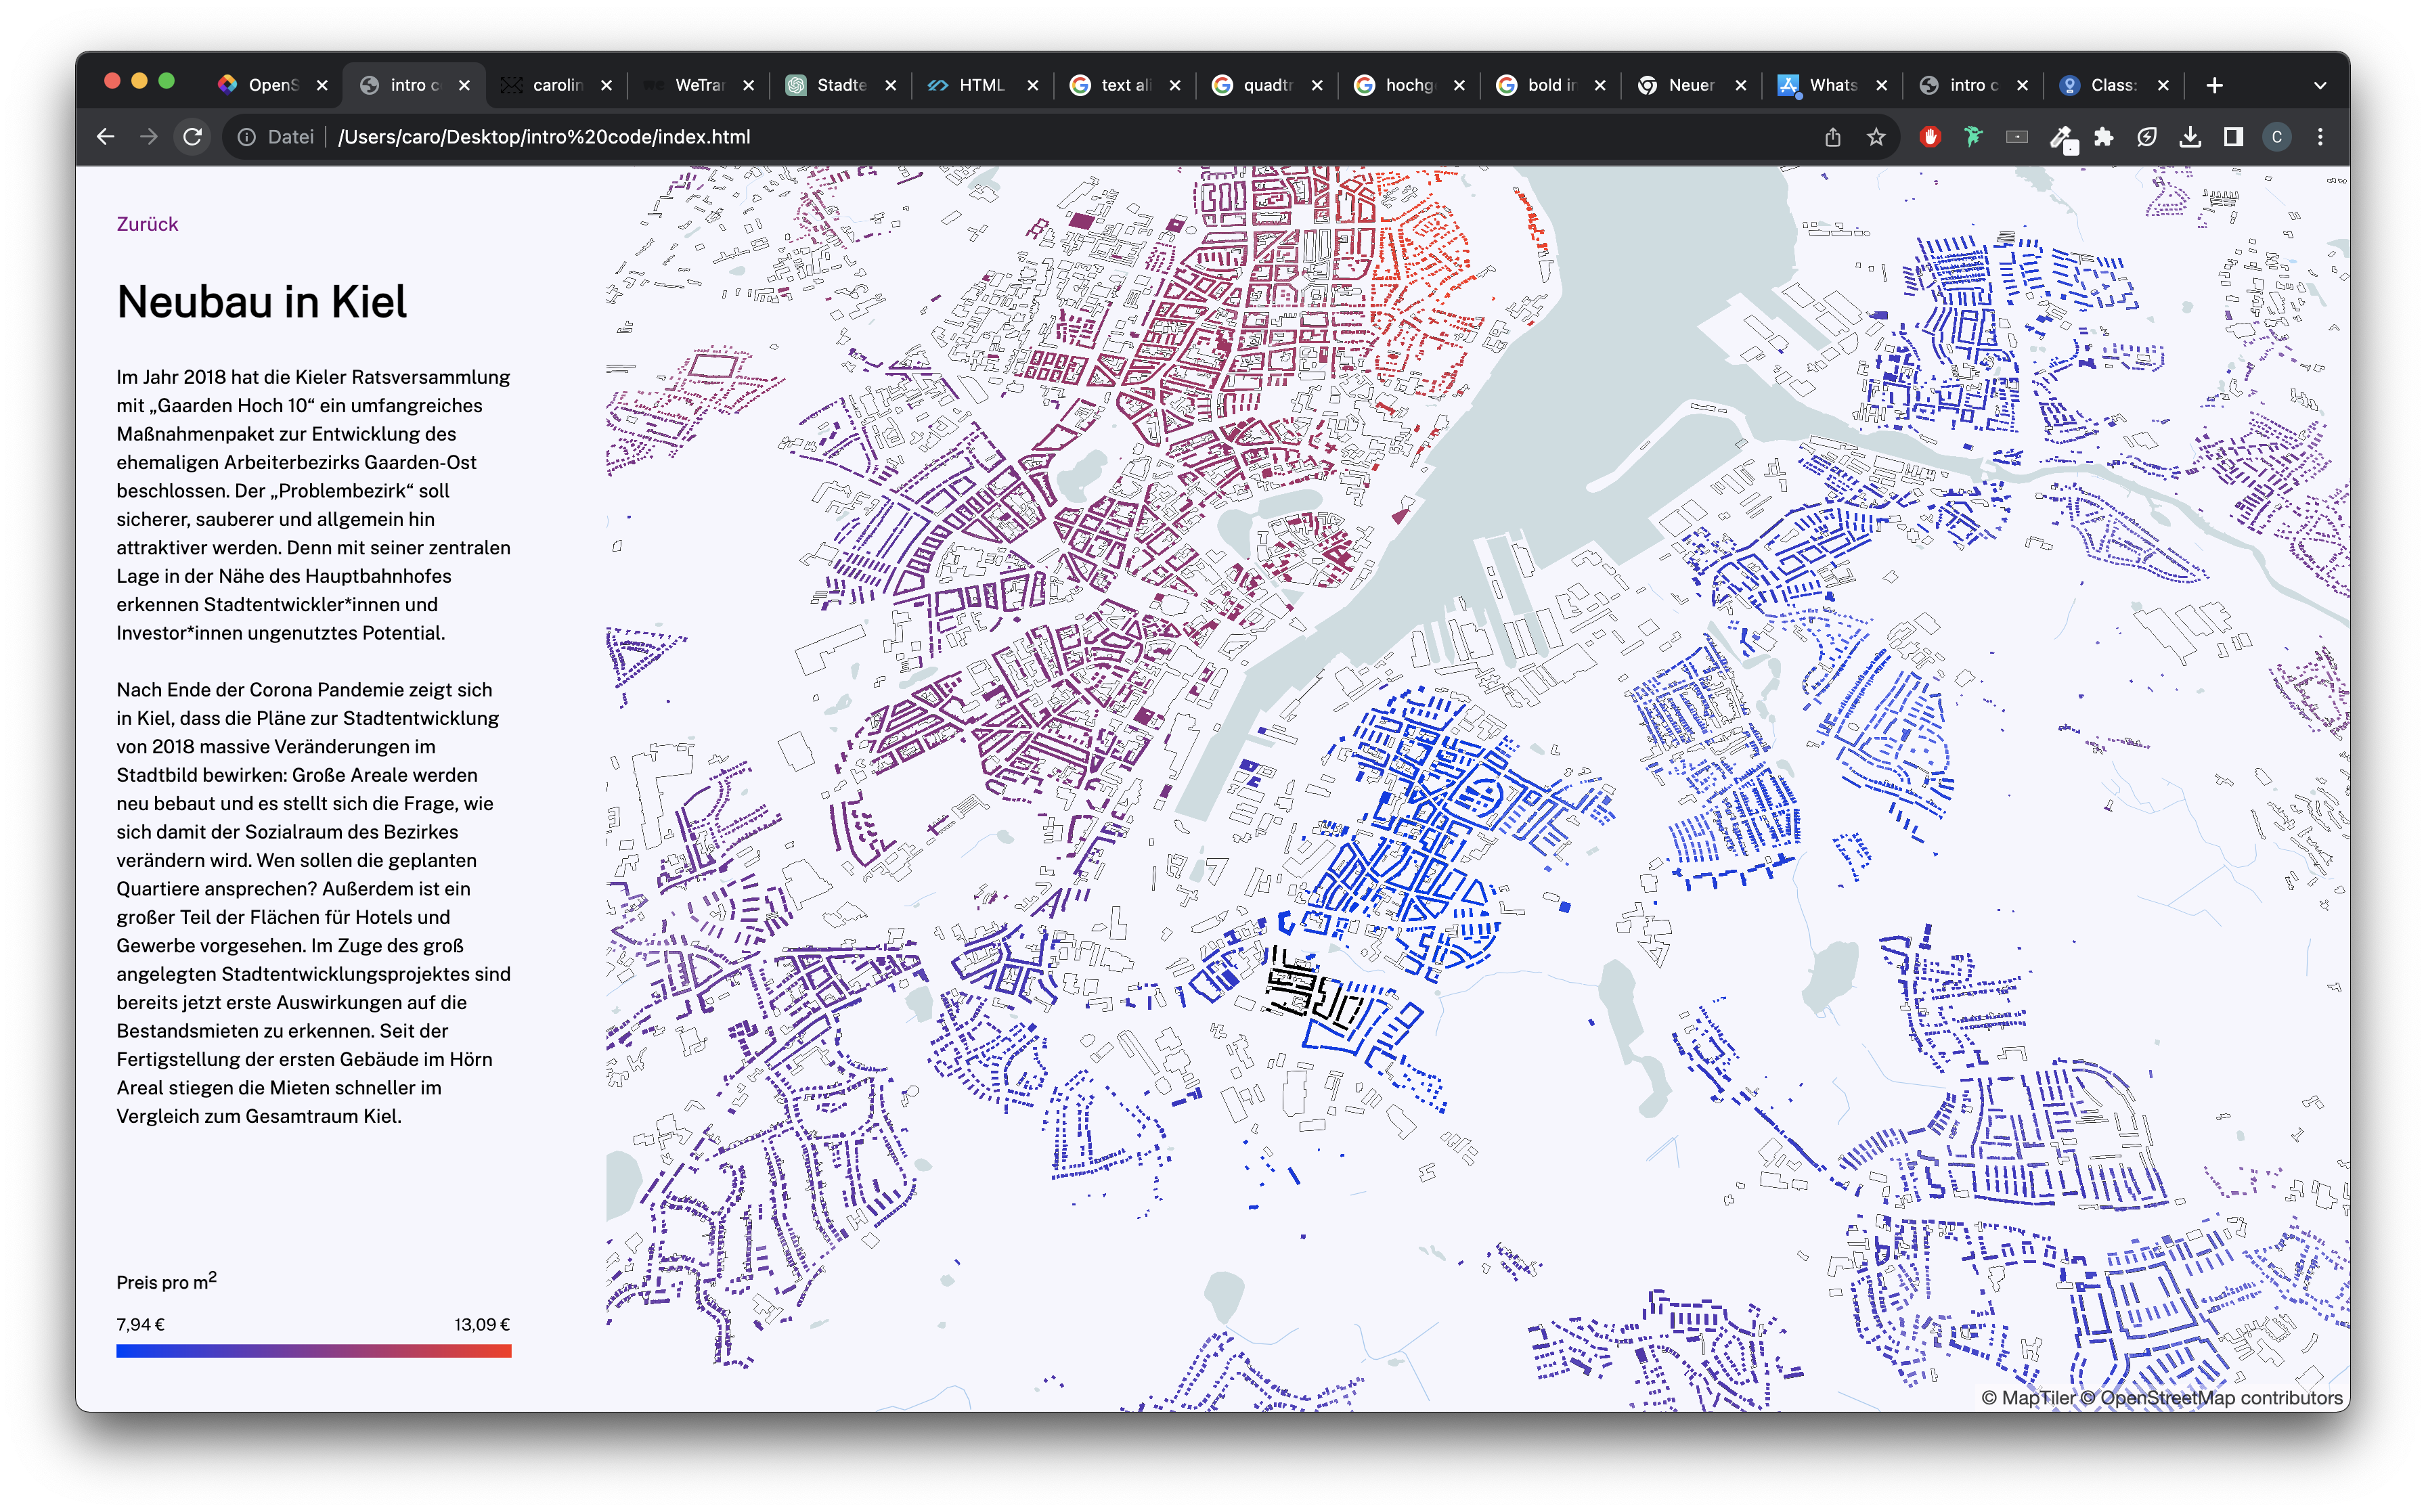 OpenS
intro c
carolin
WeTrar
Stadte
HTML
text ali
quadtr
hochg
bold in
Neuer
Whats
intro c
Class:
Datei
/Users/caro/Desktop/intro%20code/index.html
C
Zurück
Neubau in Kiel
Im Jahr 2018 hat die Kieler Ratsversammlung
mit „Gaarden Hoch 10“ ein umfangreiches
Maßnahmenpaket zur Entwicklung des
ehemaligen Arbeiterbezirks Gaarden-Ost
beschlossen. Der „Problembezirk“ soll
sicherer, sauberer und allgemein hin
attraktiver werden. Denn mit seiner zentralen
Lage in der Nähe des Hauptbahnhofes
erkennen Stadtentwickler*innen und
Investor*innen ungenutztes Potential.
Nach Ende der Corona Pandemie zeigt sich
in Kiel, dass die Pläne zur Stadtentwicklung
von 2018 massive Veränderungen im
Stadtbild bewirken: Große Areale werden
neu bebaut und es stellt sich die Frage, wie
sich damit der Sozialraum des Bezirkes
verändern wird. Wen sollen die geplanten
Quartiere ansprechen? Außerdem ist ein
großer Teil der Flächen für Hotels und
Gewerbe vorgesehen. Im Zuge des groß
angelegten Stadtentwicklungsprojektes sind
bereits jetzt erste Auswirkungen auf die
Bestandsmieten zu erkennen. Seit der
Fertigstellung der ersten Gebäude im Hörn
Areal stiegen die Mieten schneller im
Vergleich zum Gesamtraum Kiel.
Preis pro m²
7,94 € 13,09 €
© MapTiler © OpenStreetMap contributors